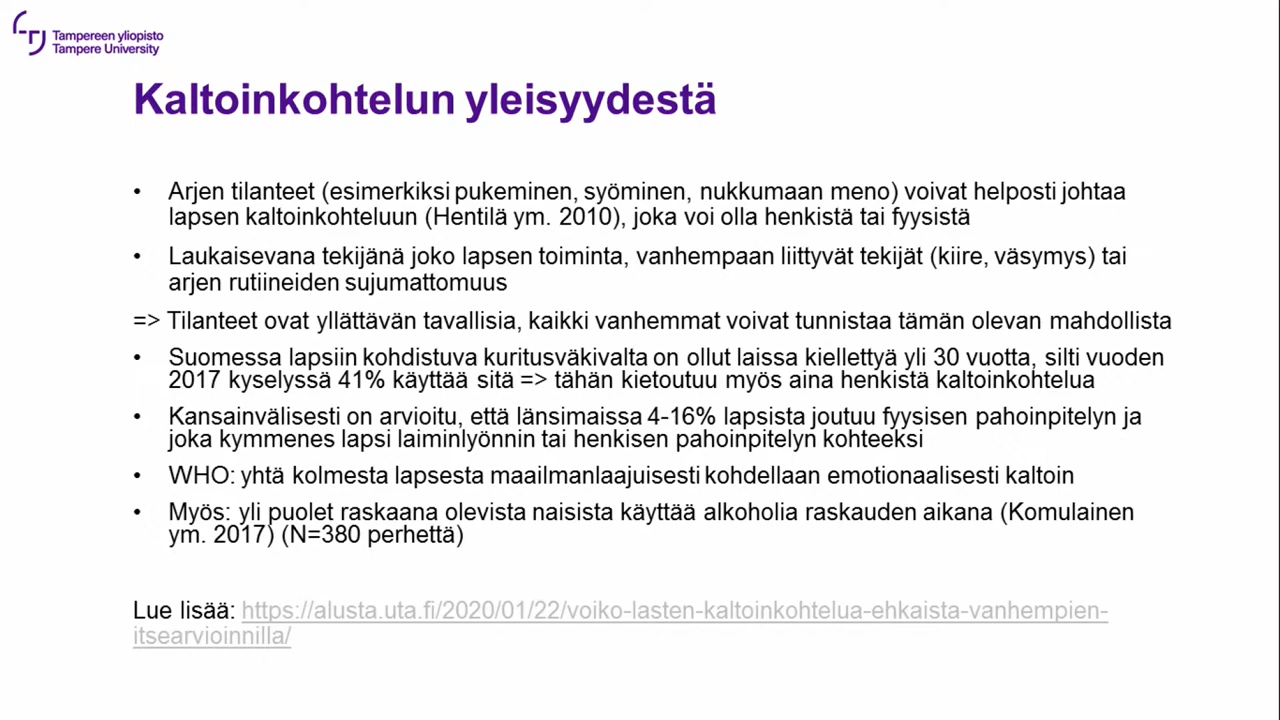 Tampereen yliopisto
Tampere University
Kaltoinkohtelun yleisyydestä
• Arjen tilanteet (esimerkiksi pukeminen, syöminen, nukkumaan meno) voivat helposti johtaa
lapsen kaltoinkohteluun (Hentilä ym. 2010), joka voi olla henkistä tai fyysistä
• Laukaisevana tekijänä joko lapsen toiminta, vanhempaan liittyvät tekijät (kiire, väsymys) tai
arjen rutiineiden sujumattomuus
=> Tilanteet ovat yllättävän tavallisia, kaikki vanhemmat voivat tunnistaa tämän olevan mahdollista
• Suomessa lapsiin kohdistuva kuritusväkivalta on ollut laissa kiellettyä yli 30 vuotta, silti vuoden
2017 kyselyssä 41% käyttää sitä => tähän kietoutuu myös aina henkistä kaltoinkohtelua
• Kansainvälisesti on arvioitu, että länsimaissa 4-16% lapsista joutuu fyysisen pahoinpitelyn ja
joka kymmenes lapsi laiminlyönnin tai henkisen pahoinpitelyn kohteeksi
• WHO: yhtä kolmesta lapsesta maailmanlaajuisesti kohdellaan emotionaalisesti kaltoin
• Myös: yli puolet raskaana olevista naisista käyttää alkoholia raskauden aikana (Komulainen
ym. 2017) (N=380 perhettä)
Lue lisää: https://alusta.uta.fi/2020/01/22/voiko-lasten-kaltoinkohtelua-ehkaista-vanhempien-
itsearvioinnilla/